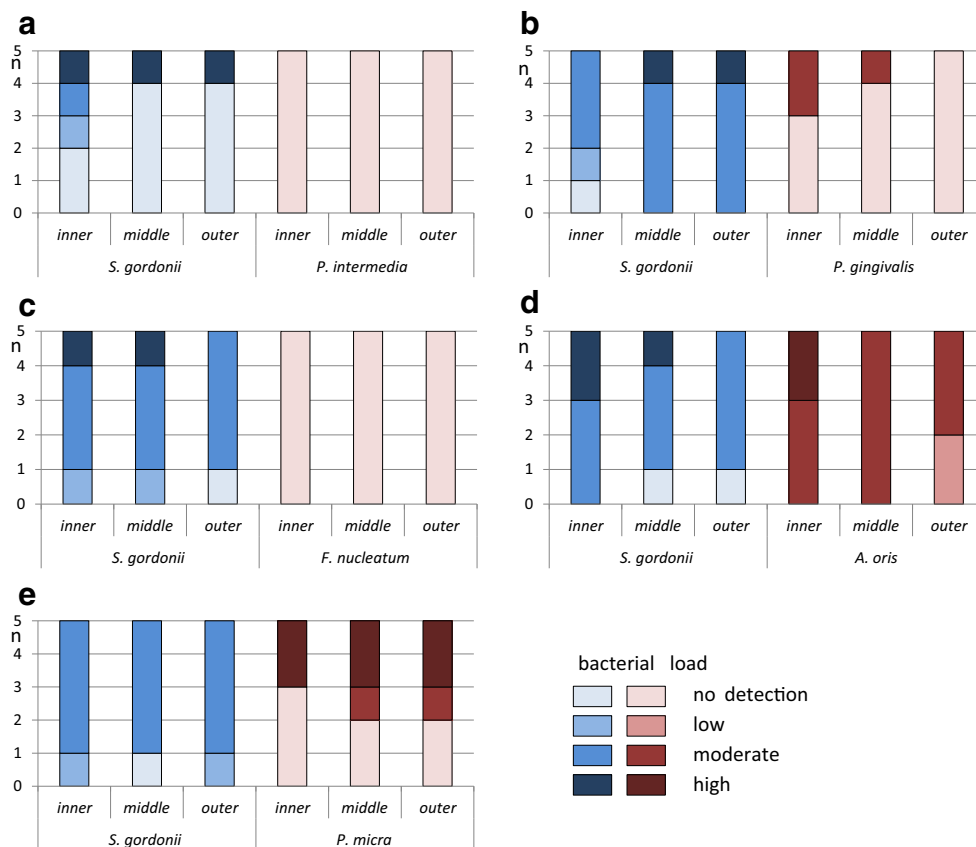 a
5
n
4
3
2
1
0
inner middle outer inner middle outer
S. gordonii P. intermedia
b
5
n
4
3
2
1
0
inner middle outer inner middle outer
S. gordonii P. gingivalis
c
5
n
4
3
2
1
0
inner middle outer inner middle outer
S. gordonii F. nucleatum
d
5
n
4
3
2
1
0
inner middle outer inner middle outer
S. gordonii A. oris
e
5
n
4
3
2
1
0
inner middle outer inner middle outer
S. gordonii P. micra
bacterial load
no detection
low
moderate
high